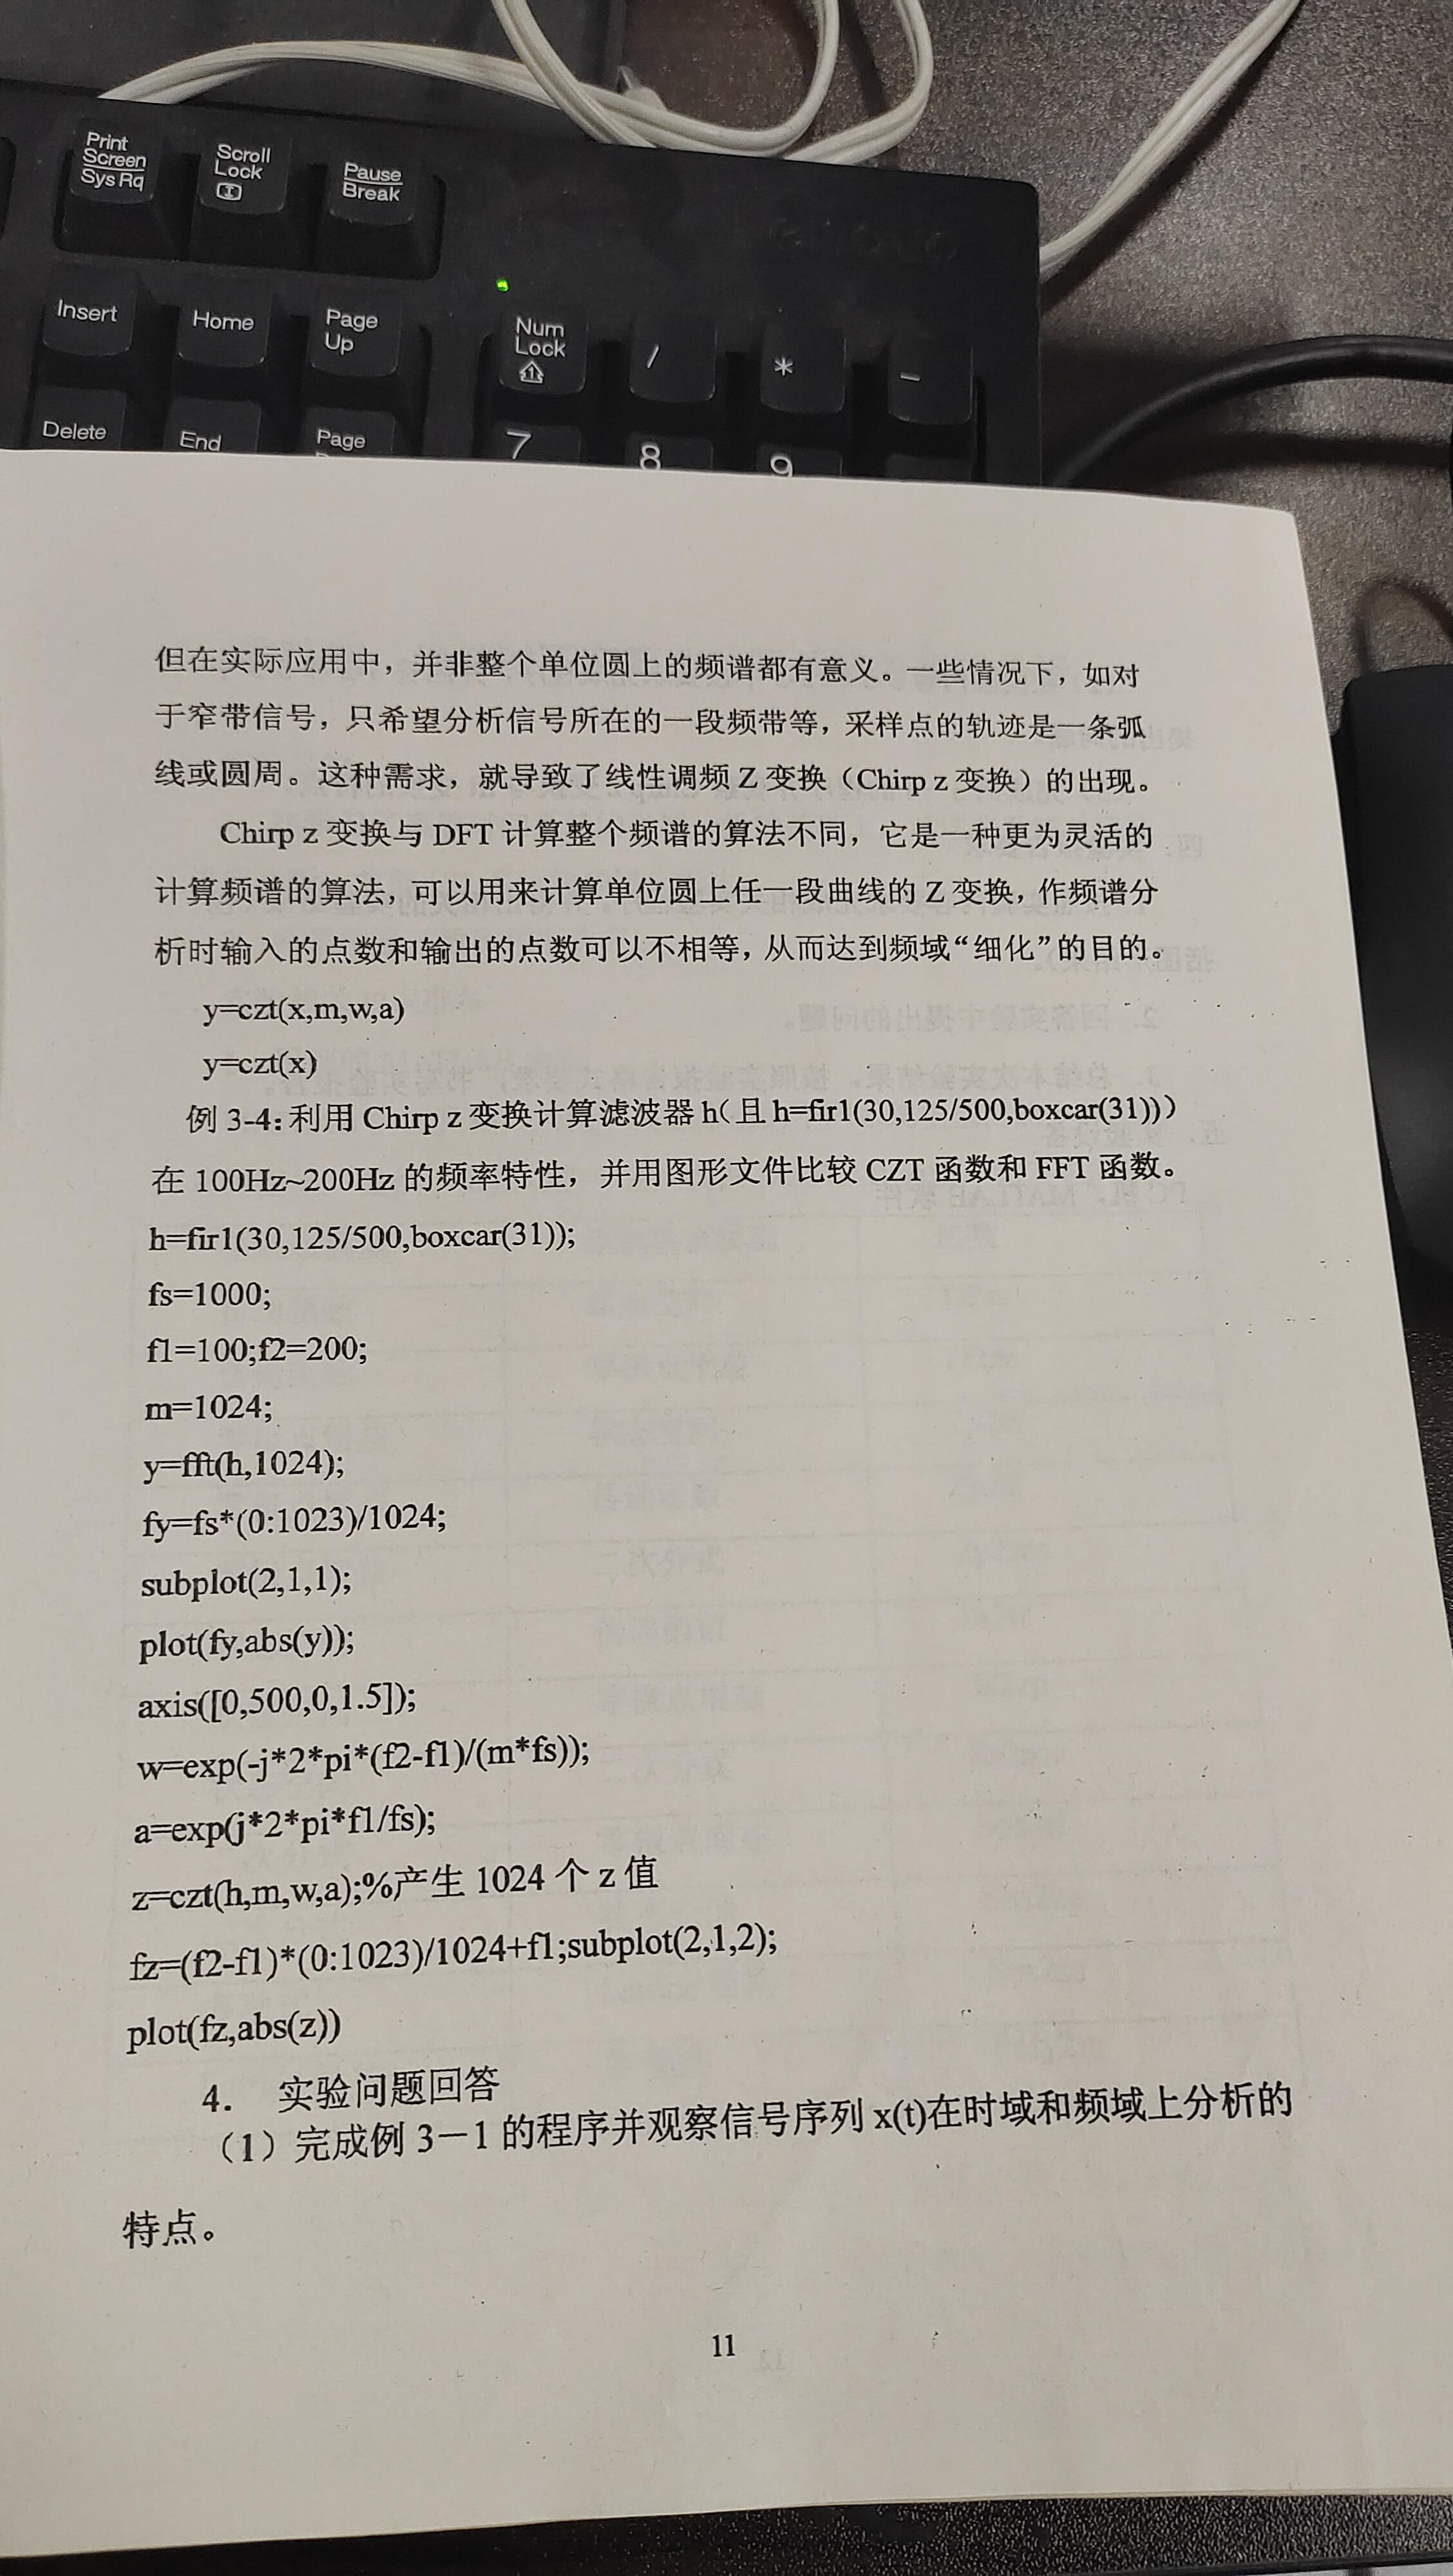 Print
Screen
Sys Rq
Scroll
Lock
Pause
Break
Insert
Home
Page
Up
Num
Lock
/
*
-
Delete
End
Page
7
8
9
但在实际应用中，并非整个单位圆上的频谱都有意义。一些情况下，如对
于窄带信号，只希望分析信号所在的一段频带等，采样点的轨迹是一条弧
线或圆周。这种需求，就导致了线性调频 Z 变换（Chirp z 变换）的出现。
Chirp z 变换与 DFT 计算整个频谱的算法不同，它是一种更为灵活的
计算频谱的算法，可以用来计算单位圆上任一段曲线的 Z 变换，作频谱分
析时输入的点数和输出的点数可以不相等，从而达到频域“细化”的目的。
y=czt(x,m,w,a)
y=czt(x)
例 3-4：利用 Chirp z 变换计算滤波器 h（且 h=fir1(30,125/500,boxcar(31))）
在 100Hz~200Hz 的频率特性，并用图形文件比较 CZT 函数和 FFT 函数。
h=fir1(30,125/500,boxcar(31));
fs=1000;
f1=100;f2=200;
m=1024;
y=fft(h,1024);
fy=fs*(0:1023)/1024;
subplot(2,1,1);
plot(fy,abs(y));
axis([0,500,0,1.5]);
w=exp(-j*2*pi*(f2-f1)/(m*fs));
a=exp(j*2*pi*f1/fs);
z=czt(h,m,w,a);%产生 1024 个 z 值
fz=(f2-f1)*(0:1023)/1024+f1;subplot(2,1,2);
plot(fz,abs(z))
4. 实验问题回答
（1）完成例 3－1 的程序并观察信号序列 x(t)在时域和频域上分析的
特点。
11